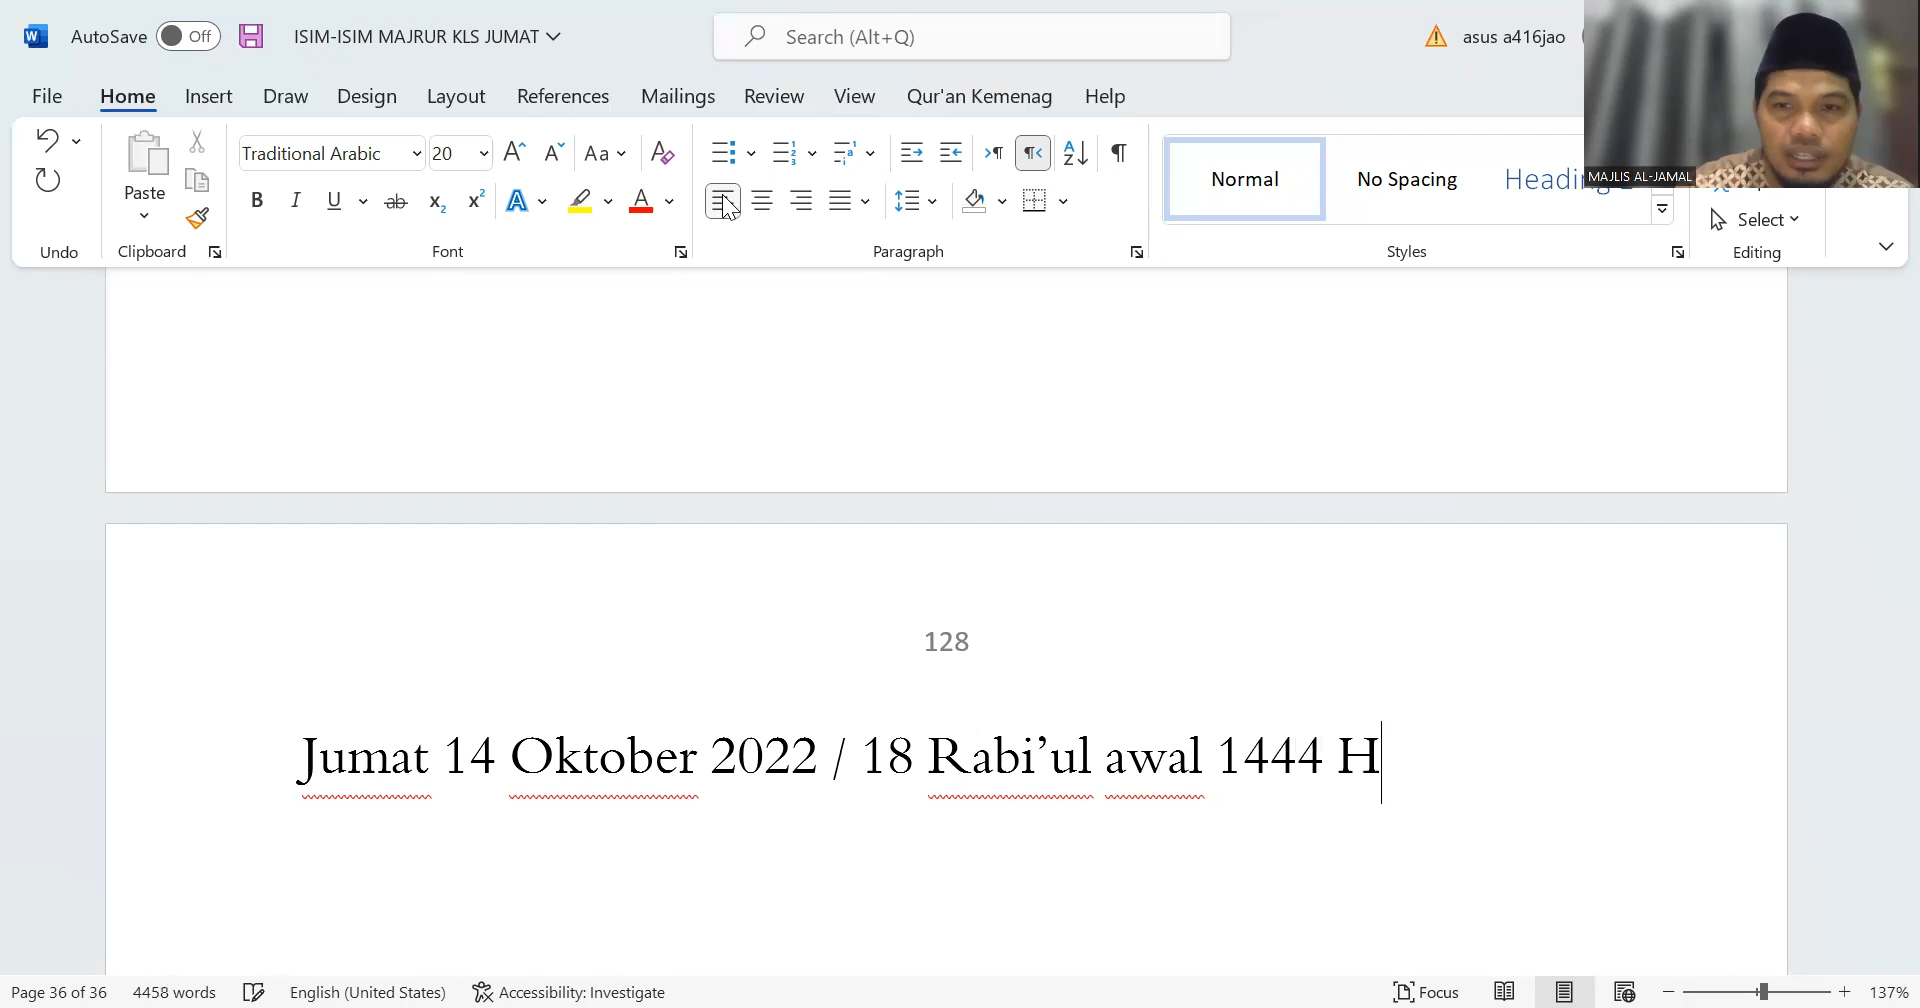 AutoSave Off ISIM-ISIM MAJRUR KLS JUMAT Search (Alt+Q) asus a416jao
File Home Insert Draw Design Layout References Mailings Review View Qur'an Kemenag Help
Traditional Arabic 20 Aa
Paste
B I U ab
Normal No Spacing Heading
MAJLIS AL-JAMAL
Select
Undo Clipboard Font Paragraph Styles Editing
128
Jumat 14 Oktober 2022 / 18 Rabi’ul awal 1444 H
Page 36 of 36 4458 words English (United States) Accessibility: Investigate Focus 137%